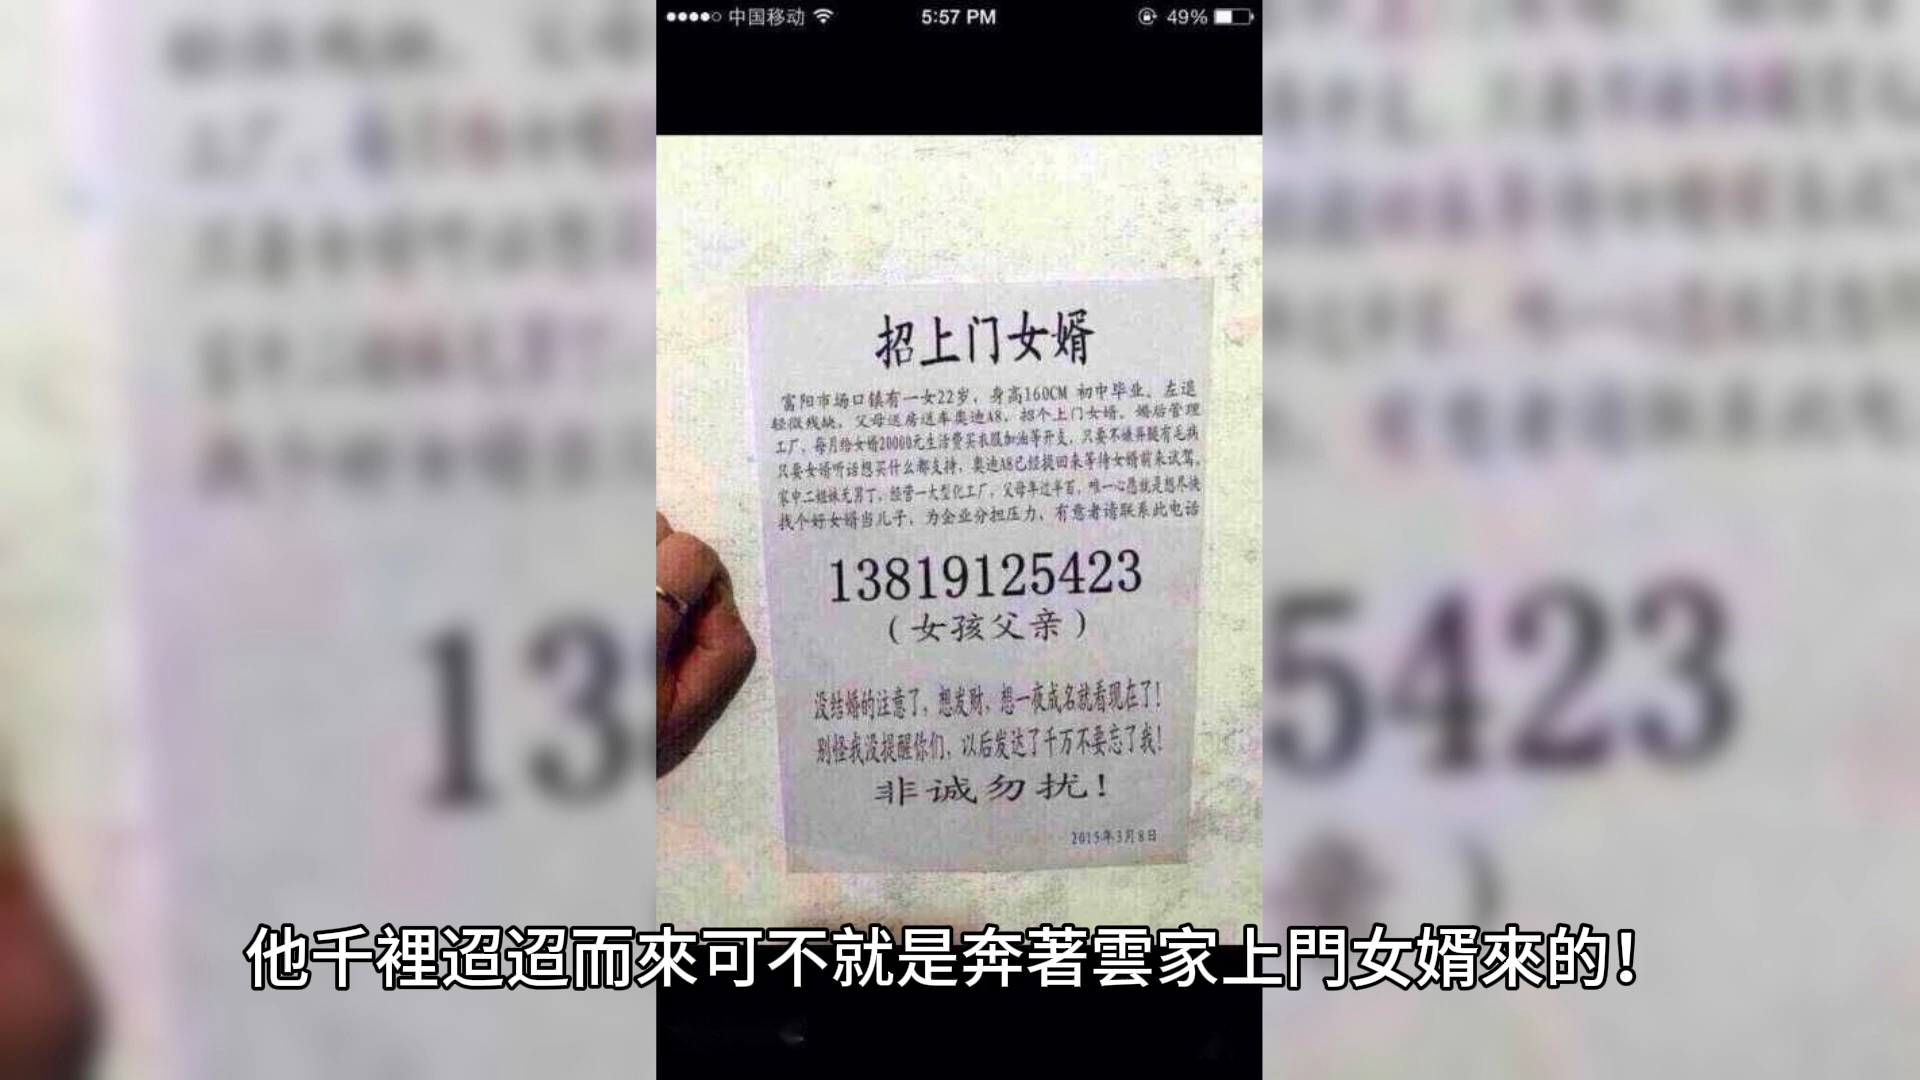 中国移动
5:57 PM
49%
招上门女婿
富阳市场口镇有一女22岁，身高160CM 初中毕业。左退
轻微残缺。父母送房送车奥迪A8，招个上门女婿。婚后管理
工厂，每月给女婿20000元生活费买衣服加油等开支，只要不嫌弃腿有毛病
只要女婿听话想买什么都支持，奥迪A8已经提回来等待女婿前来试驾。
家中二姐妹无男丁，经营一大型化工厂，父母年过半百，唯一心愿就是想尽快
找个好女婿当儿子，为企业分担压力，有意者请联系此电话
13819125423
（女孩父亲）
没结婚的注意了，想发财，想一夜成名就看现在了！
别怪我没提醒你们，以后发达了千万不要忘了我！
非诚勿扰！
2015年3月8日
他千裡迢迢而來可不就是奔著雲家上門女婿來的！